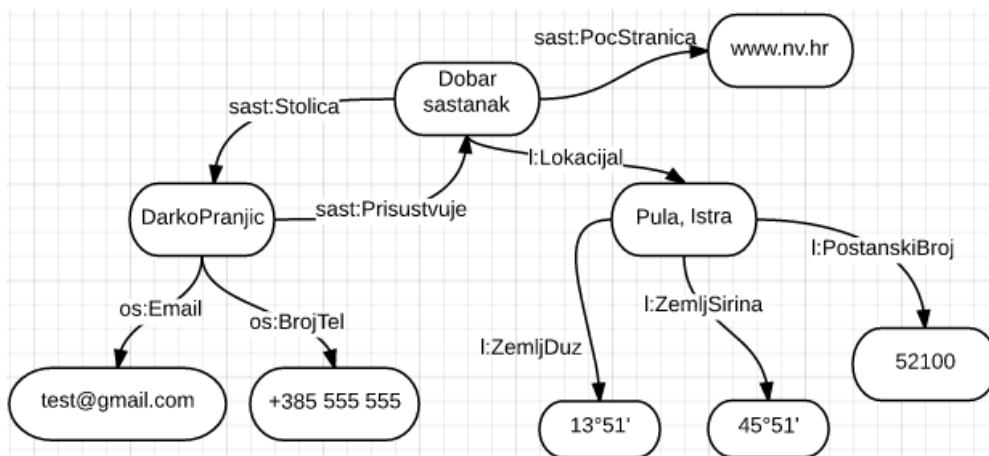 sast:PocStranica
www.nv.hr
Dobar
sastanak
sast:Stolica
l:Lokacijal
DarkoPranjic
sast:Prisustvuje
Pula, Istra
l:PostanskiBroj
os:Email
os:BrojTel
l:ZemljSirina
l:ZemljDuz
52100
test@gmail.com
+385 555 555
13°51'
45°51'